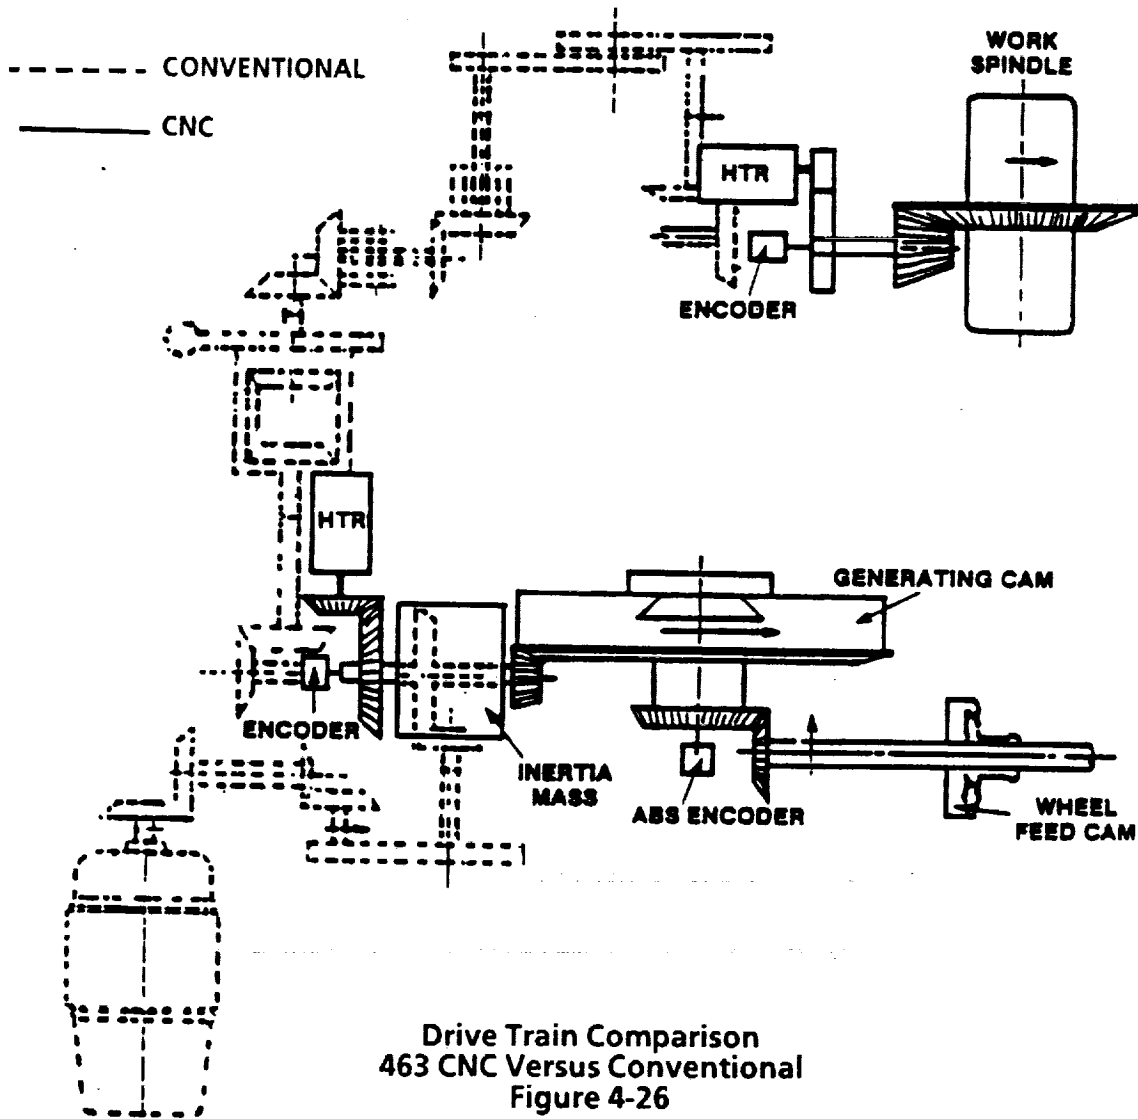 CONVENTIONAL
CNC
WORK
SPINDLE
HTR
ENCODER
HTR
GENERATING CAM
ENCODER
INERTIA
MASS
ABS ENCODER
WHEEL
FEED CAM
Drive Train Comparison
463 CNC Versus Conventional
Figure 4-26